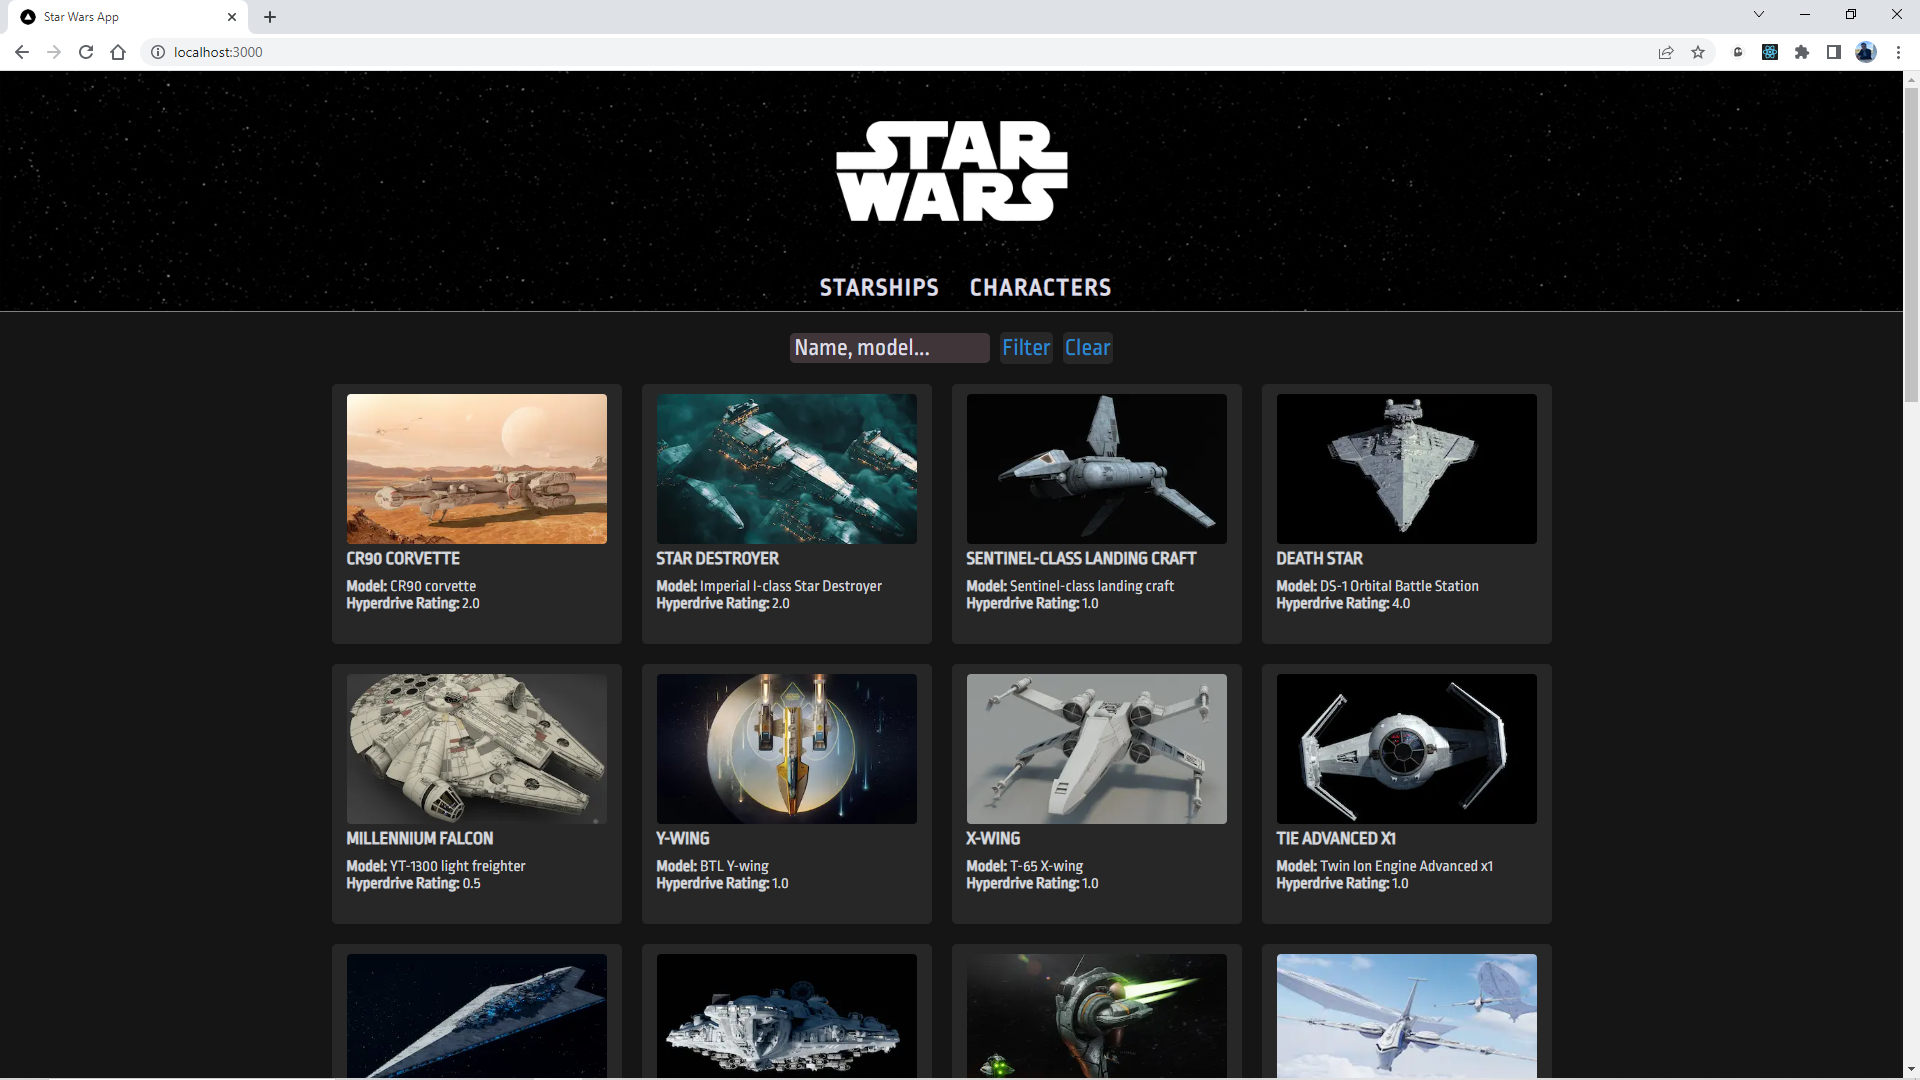 Star Wars App
localhost:3000
STAR
WARS
STARSHIPS CHARACTERS
Name, model... Filter Clear
CR90 CORVETTE
Model: CR90 corvette
Hyperdrive Rating: 2.0
STAR DESTROYER
Model: Imperial I-class Star Destroyer
Hyperdrive Rating: 2.0
SENTINEL-CLASS LANDING CRAFT
Model: Sentinel-class landing craft
Hyperdrive Rating: 1.0
DEATH STAR
Model: DS-1 Orbital Battle Station
Hyperdrive Rating: 4.0
MILLENNIUM FALCON
Model: YT-1300 light freighter
Hyperdrive Rating: 0.5
Y-WING
Model: BTL Y-wing
Hyperdrive Rating: 1.0
X-WING
Model: T-65 X-wing
Hyperdrive Rating: 1.0
TIE ADVANCED X1
Model: Twin Ion Engine Advanced x1
Hyperdrive Rating: 1.0